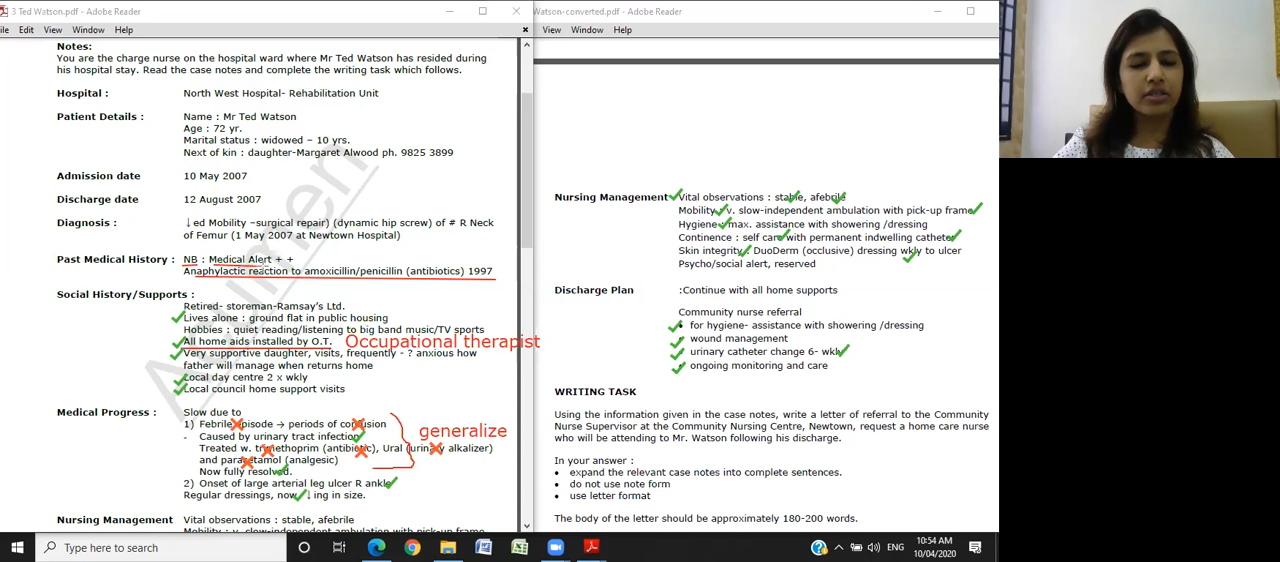 3 Ted Watson.pdf - Adobe Reader
File Edit View Window Help
Notes:
You are the charge nurse on the hospital ward where Mr Ted Watson has resided during
his hospital stay. Read the case notes and complete the writing task which follows.
Hospital : North West Hospital- Rehabilitation Unit
Patient Details : Name : Mr Ted Watson
Age : 72 yr.
Marital status : widowed – 10 yrs.
Next of kin : daughter-Margaret Alwood ph. 9825 3899
Admission date 10 May 2007
Discharge date 12 August 2007
Diagnosis : ↓ed Mobility –surgical repair) (dynamic hip screw) of # R Neck
of Femur (1 May 2007 at Newtown Hospital)
Past Medical History : NB : Medical Alert + +
Anaphylactic reaction to amoxicillin/penicillin (antibiotics) 1997
Social History/Supports :
Retired- storeman-Ramsay's Ltd.
Lives alone : ground flat in public housing
Hobbies : quiet reading/listening to big band music/TV sports
All home aids installed by O.T. Occupational therapist
Very supportive daughter, visits, frequently - ? anxious how
father will manage when returns home
Local day centre 2 x wkly
Local council home support visits
Medical Progress : Slow due to
1) Febrile episode → periods of confusion
- Caused by urinary tract infection
generalize
Treated w. trimethoprim (antibiotic), Ural (urinary alkalizer)
and paracetamol (analgesic)
Now fully resolved.
2) Onset of large arterial leg ulcer R ankle
Regular dressings, now ↓ing in size.
Nursing Management Vital observations : stable, afebrile
Mobility : v. slow-independent ambulation with pick-up frame
Watson-converted.pdf - Adobe Reader
View Window Help
Nursing Management Vital observations : stable, afebrile
Mobility : v. slow-independent ambulation with pick-up frame
Hygiene : max. assistance with showering /dressing
Continence : self care with permanent indwelling catheter
Skin integrity : DuoDerm (occlusive) dressing wkly to ulcer
Psycho/social alert, reserved
Discharge Plan :Continue with all home supports
Community nurse referral
• for hygiene- assistance with showering /dressing
• wound management
• urinary catheter change 6- wkly
• ongoing monitoring and care
WRITING TASK
Using the information given in the case notes, write a letter of referral to the Community
Nurse Supervisor at the Community Nursing Centre, Newtown, request a home care nurse
who will be attending to Mr. Watson following his discharge.
In your answer :
• expand the relevant case notes into complete sentences.
• do not use note form
• use letter format
The body of the letter should be approximately 180-200 words.
Type here to search
ENG
10:54 AM
10/04/2020